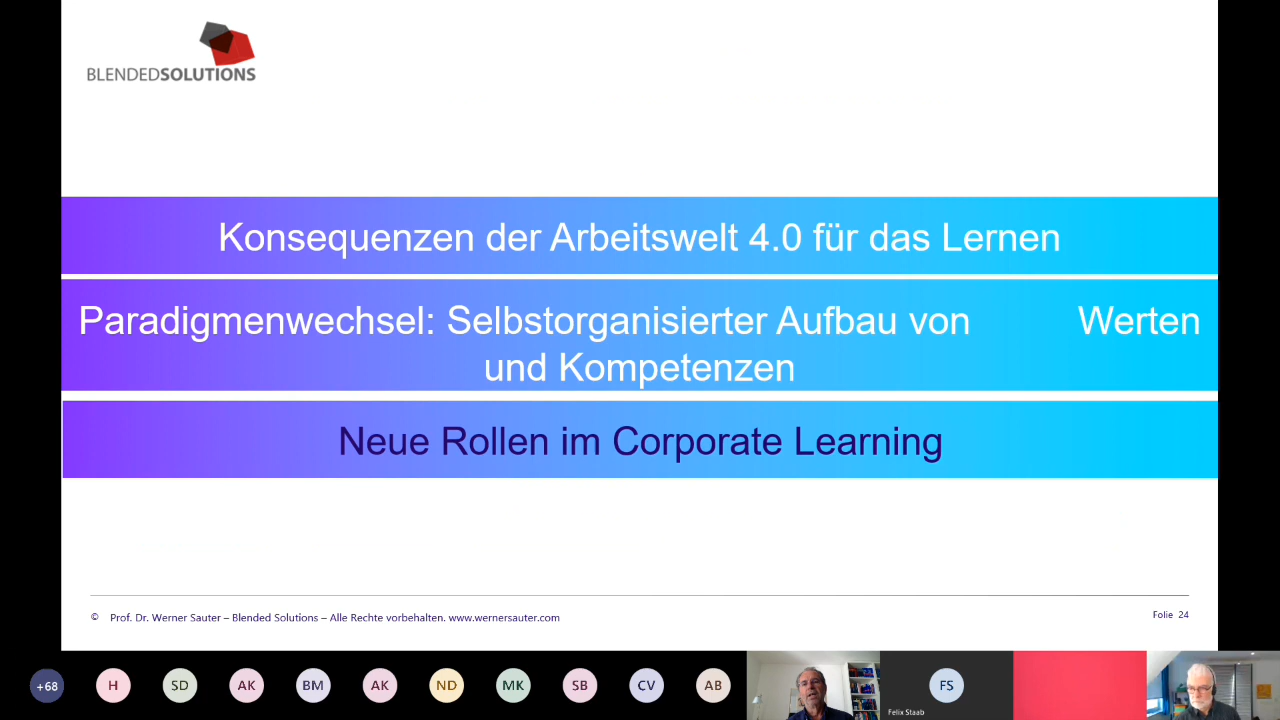 BLENDEDSOLUTIONS
Konsequenzen der Arbeitswelt 4.0 für das Lernen
Paradigmenwechsel: Selbstorganisierter Aufbau von Werten
und Kompetenzen
Neue Rollen im Corporate Learning
© Prof. Dr. Werner Sauter – Blended Solutions – Alle Rechte vorbehalten. www.wernersauter.com
Folie 24
+68 H SD AK BM AK ND MK SB CV AB FS
Felix Staab